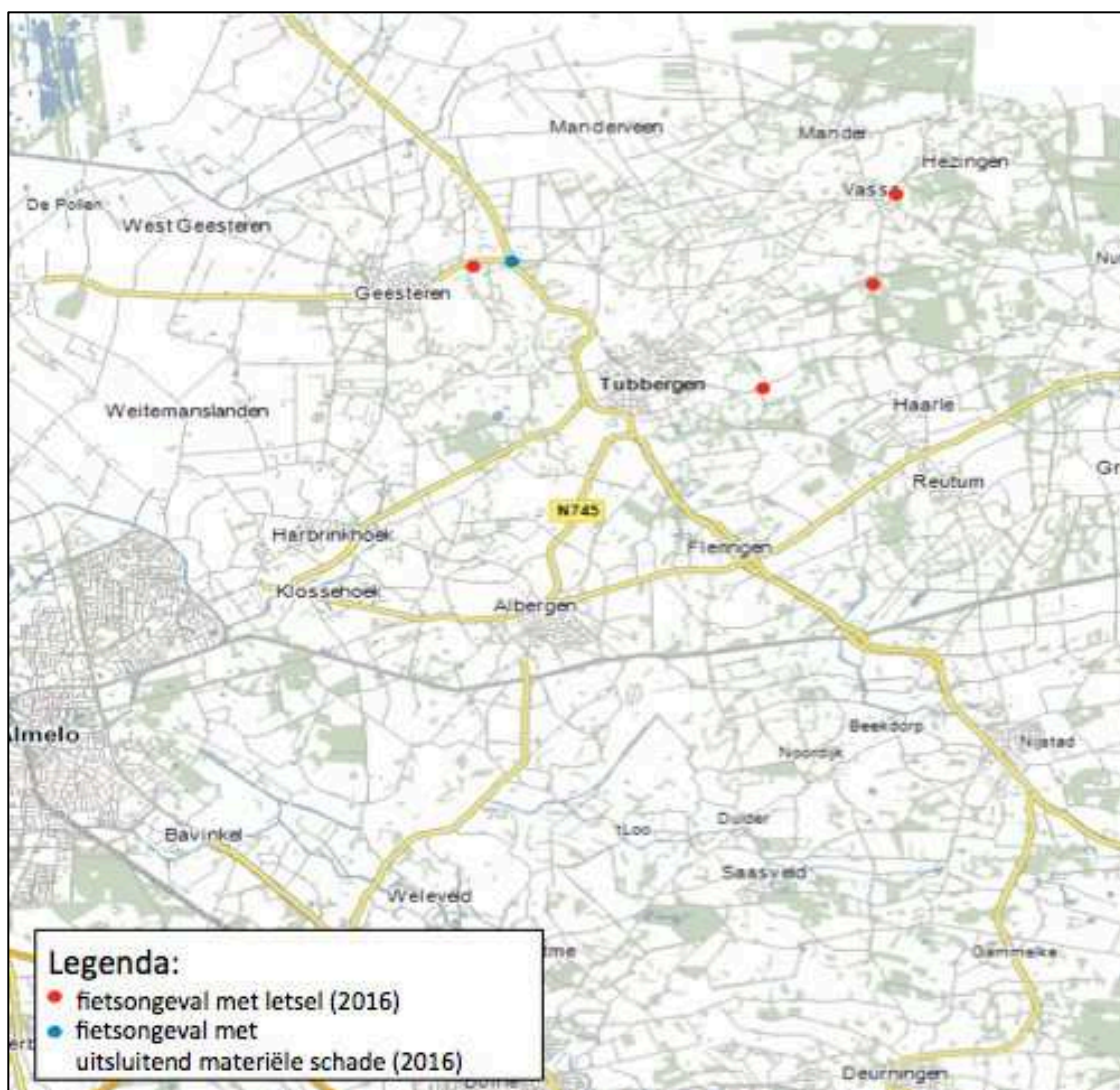 Manderveen
Mander
Hezingen
Vasse
De Pollen
West Geesteren
Geesteren
Tubbergen
Haarle
Weitemanslanden
Reutum
Gr
N745
Harbrinkhoek
Fleringen
Klossehoek
Albergen
Almelo
Beekdorp
Nijstad
Noordijk
tLoo
Dulder
Bavinkel
Saasveld
Weleveld
Gammelke
Deurningen
Legenda:
fietsongeval met letsel (2016)
fietsongeval met
uitsluitend materiële schade (2016)